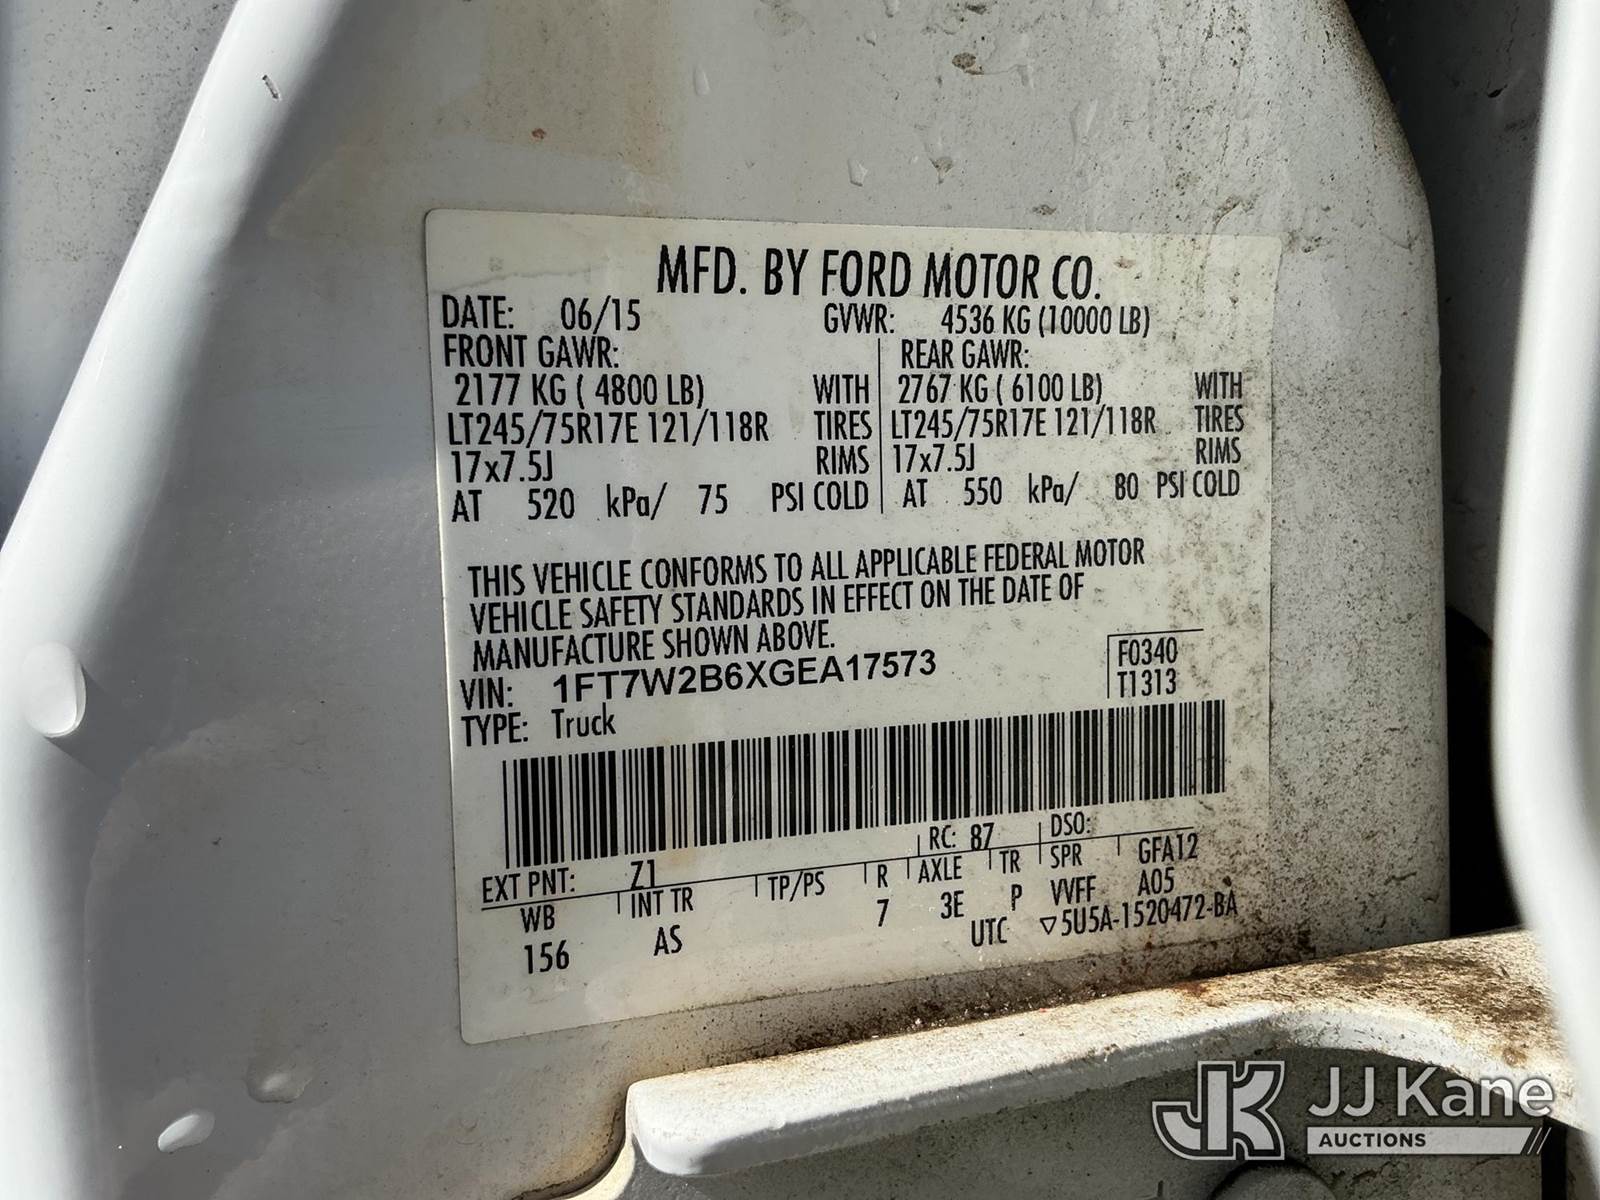 MFD. BY FORD MOTOR CO.
DATE: 06/15 GVWR: 4536 KG (10000 LB)
FRONT GAWR: REAR GAWR:
2177 KG ( 4800 LB) WITH 2767 KG ( 6100 LB) WITH
LT245/75R17E 121/118R TIRES LT245/75R17E 121/118R TIRES
17x7.5J RIMS 17x7.5J RIMS
AT 520 kPa/ 75 PSI COLD AT 550 kPa/ 80 PSI COLD
THIS VEHICLE CONFORMS TO ALL APPLICABLE FEDERAL MOTOR
VEHICLE SAFETY STANDARDS IN EFFECT ON THE DATE OF
MANUFACTURE SHOWN ABOVE.
VIN: 1FT7W2B6XGEA17573 F0340
TYPE: Truck T1313
RC: 87 DSO:
EXT PNT: Z1
WB INT TR TP/PS R AXLE TR SPR GFA12
156 AS 7 3E P VVFF A05
UTC ▽5U5A-1520472-BA
JK JJ Kane
AUCTIONS